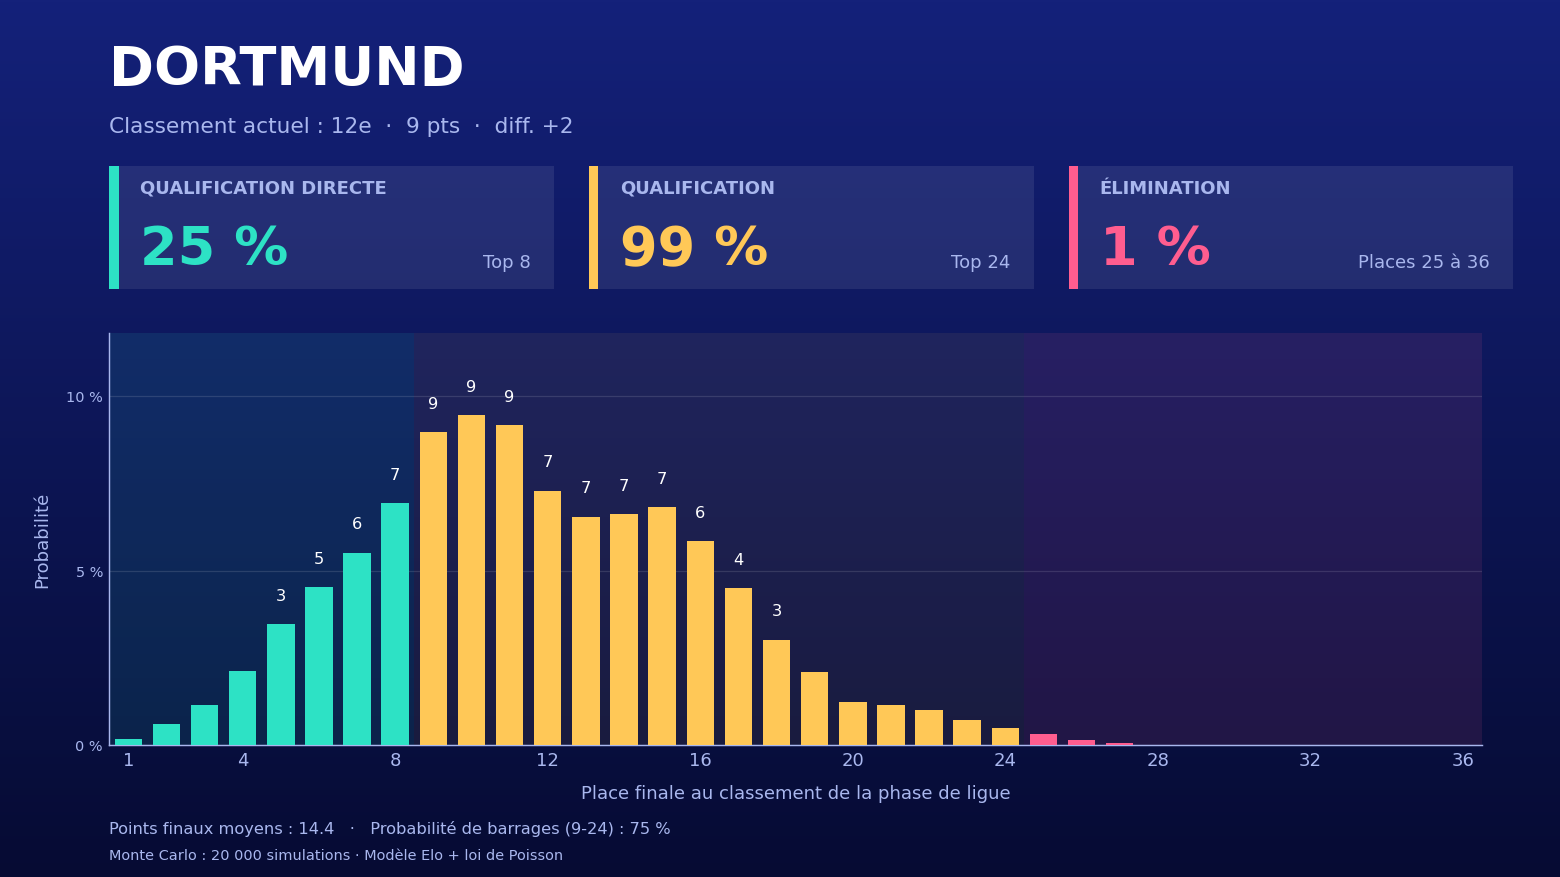 DORTMUND
Classement actuel : 12e · 9 pts · diff. +2
QUALIFICATION DIRECTE
25 %
Top 8
QUALIFICATION
99 %
Top 24
ÉLIMINATION
1 %
Places 25 à 36
Probabilité
10 %
5 %
0 %
3 5 6 7 9 9 9 7 7 7 7 6 4 3
1 4 8 12 16 20 24 28 32 36
Place finale au classement de la phase de ligue
Points finaux moyens : 14.4 · Probabilité de barrages (9-24) : 75 %
Monte Carlo : 20 000 simulations · Modèle Elo + loi de Poisson